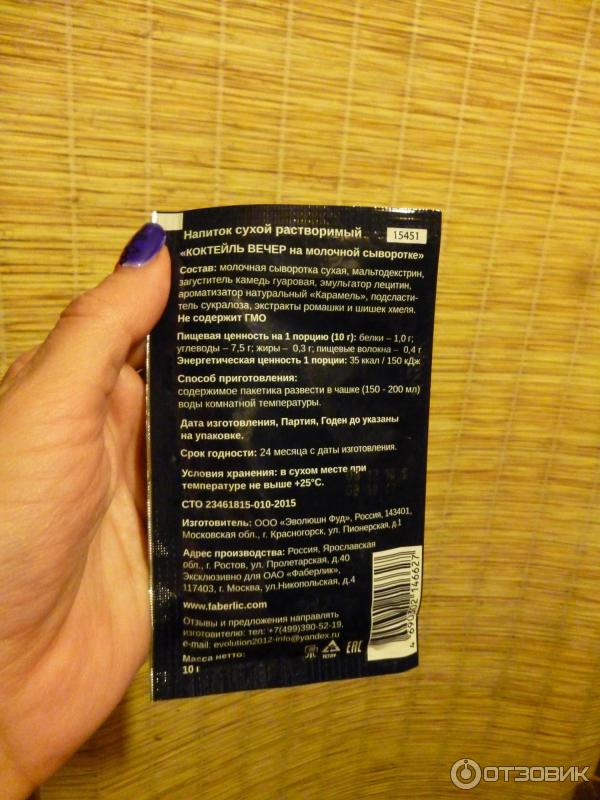 Напиток сухой растворимый
15451
«КОКТЕЙЛЬ ВЕЧЕР на молочной сыворотке»
Состав: молочная сыворотка сухая, мальтодекстрин,
загуститель камедь гуаровая, эмульгатор лецитин,
ароматизатор натуральный «Карамель», подсласти-
тель сукралоза, экстракты ромашки и шишек хмеля.
Не содержит ГМО
Пищевая ценность на 1 порцию (10 г): белки – 1,0 г;
углеводы – 7,5 г; жиры – 0,3 г; пищевые волокна – 0,4 г
Энергетическая ценность 1 порции: 35 ккал / 150 кДж
Способ приготовления:
содержимое пакетика развести в чашке (150 - 200 мл)
воды комнатной температуры.
Дата изготовления, Партия, Годен до указаны
на упаковке.
Срок годности: 24 месяца с даты изготовления.
Условия хранения: в сухом месте при
температуре не выше +25°С.
СТО 23461815-010-2015
Изготовитель: ООО «Эволюшн Фуд», Россия, 143401,
Московская обл., г. Красногорск, ул. Пионерская, д.1
Адрес производства: Россия, Ярославская
обл., г. Ростов, ул. Пролетарская, д.40
Эксклюзивно для ОАО «Фаберлик»,
117403, г. Москва, ул.Никопольская, д.4
www.faberlic.com
Отзывы и предложения направлять
изготовителю: тел: +7(499)390-52-19,
e-mail: evolution2012-info@yandex.ru
Масса нетто:
10 г
EAC
4 690302 146627
ОТЗОВИК